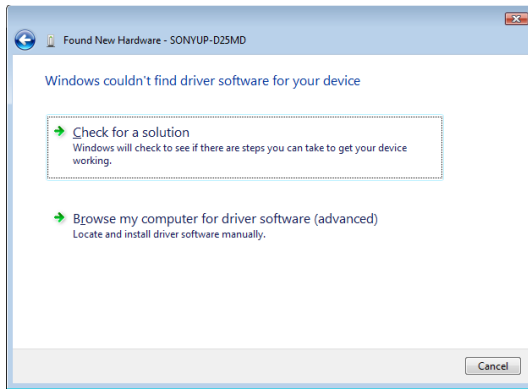 Found New Hardware - SONYUP-D25MD
Windows couldn't find driver software for your device
Check for a solution
Windows will check to see if there are steps you can take to get your device
working.
Browse my computer for driver software (advanced)
Locate and install driver software manually.
Cancel